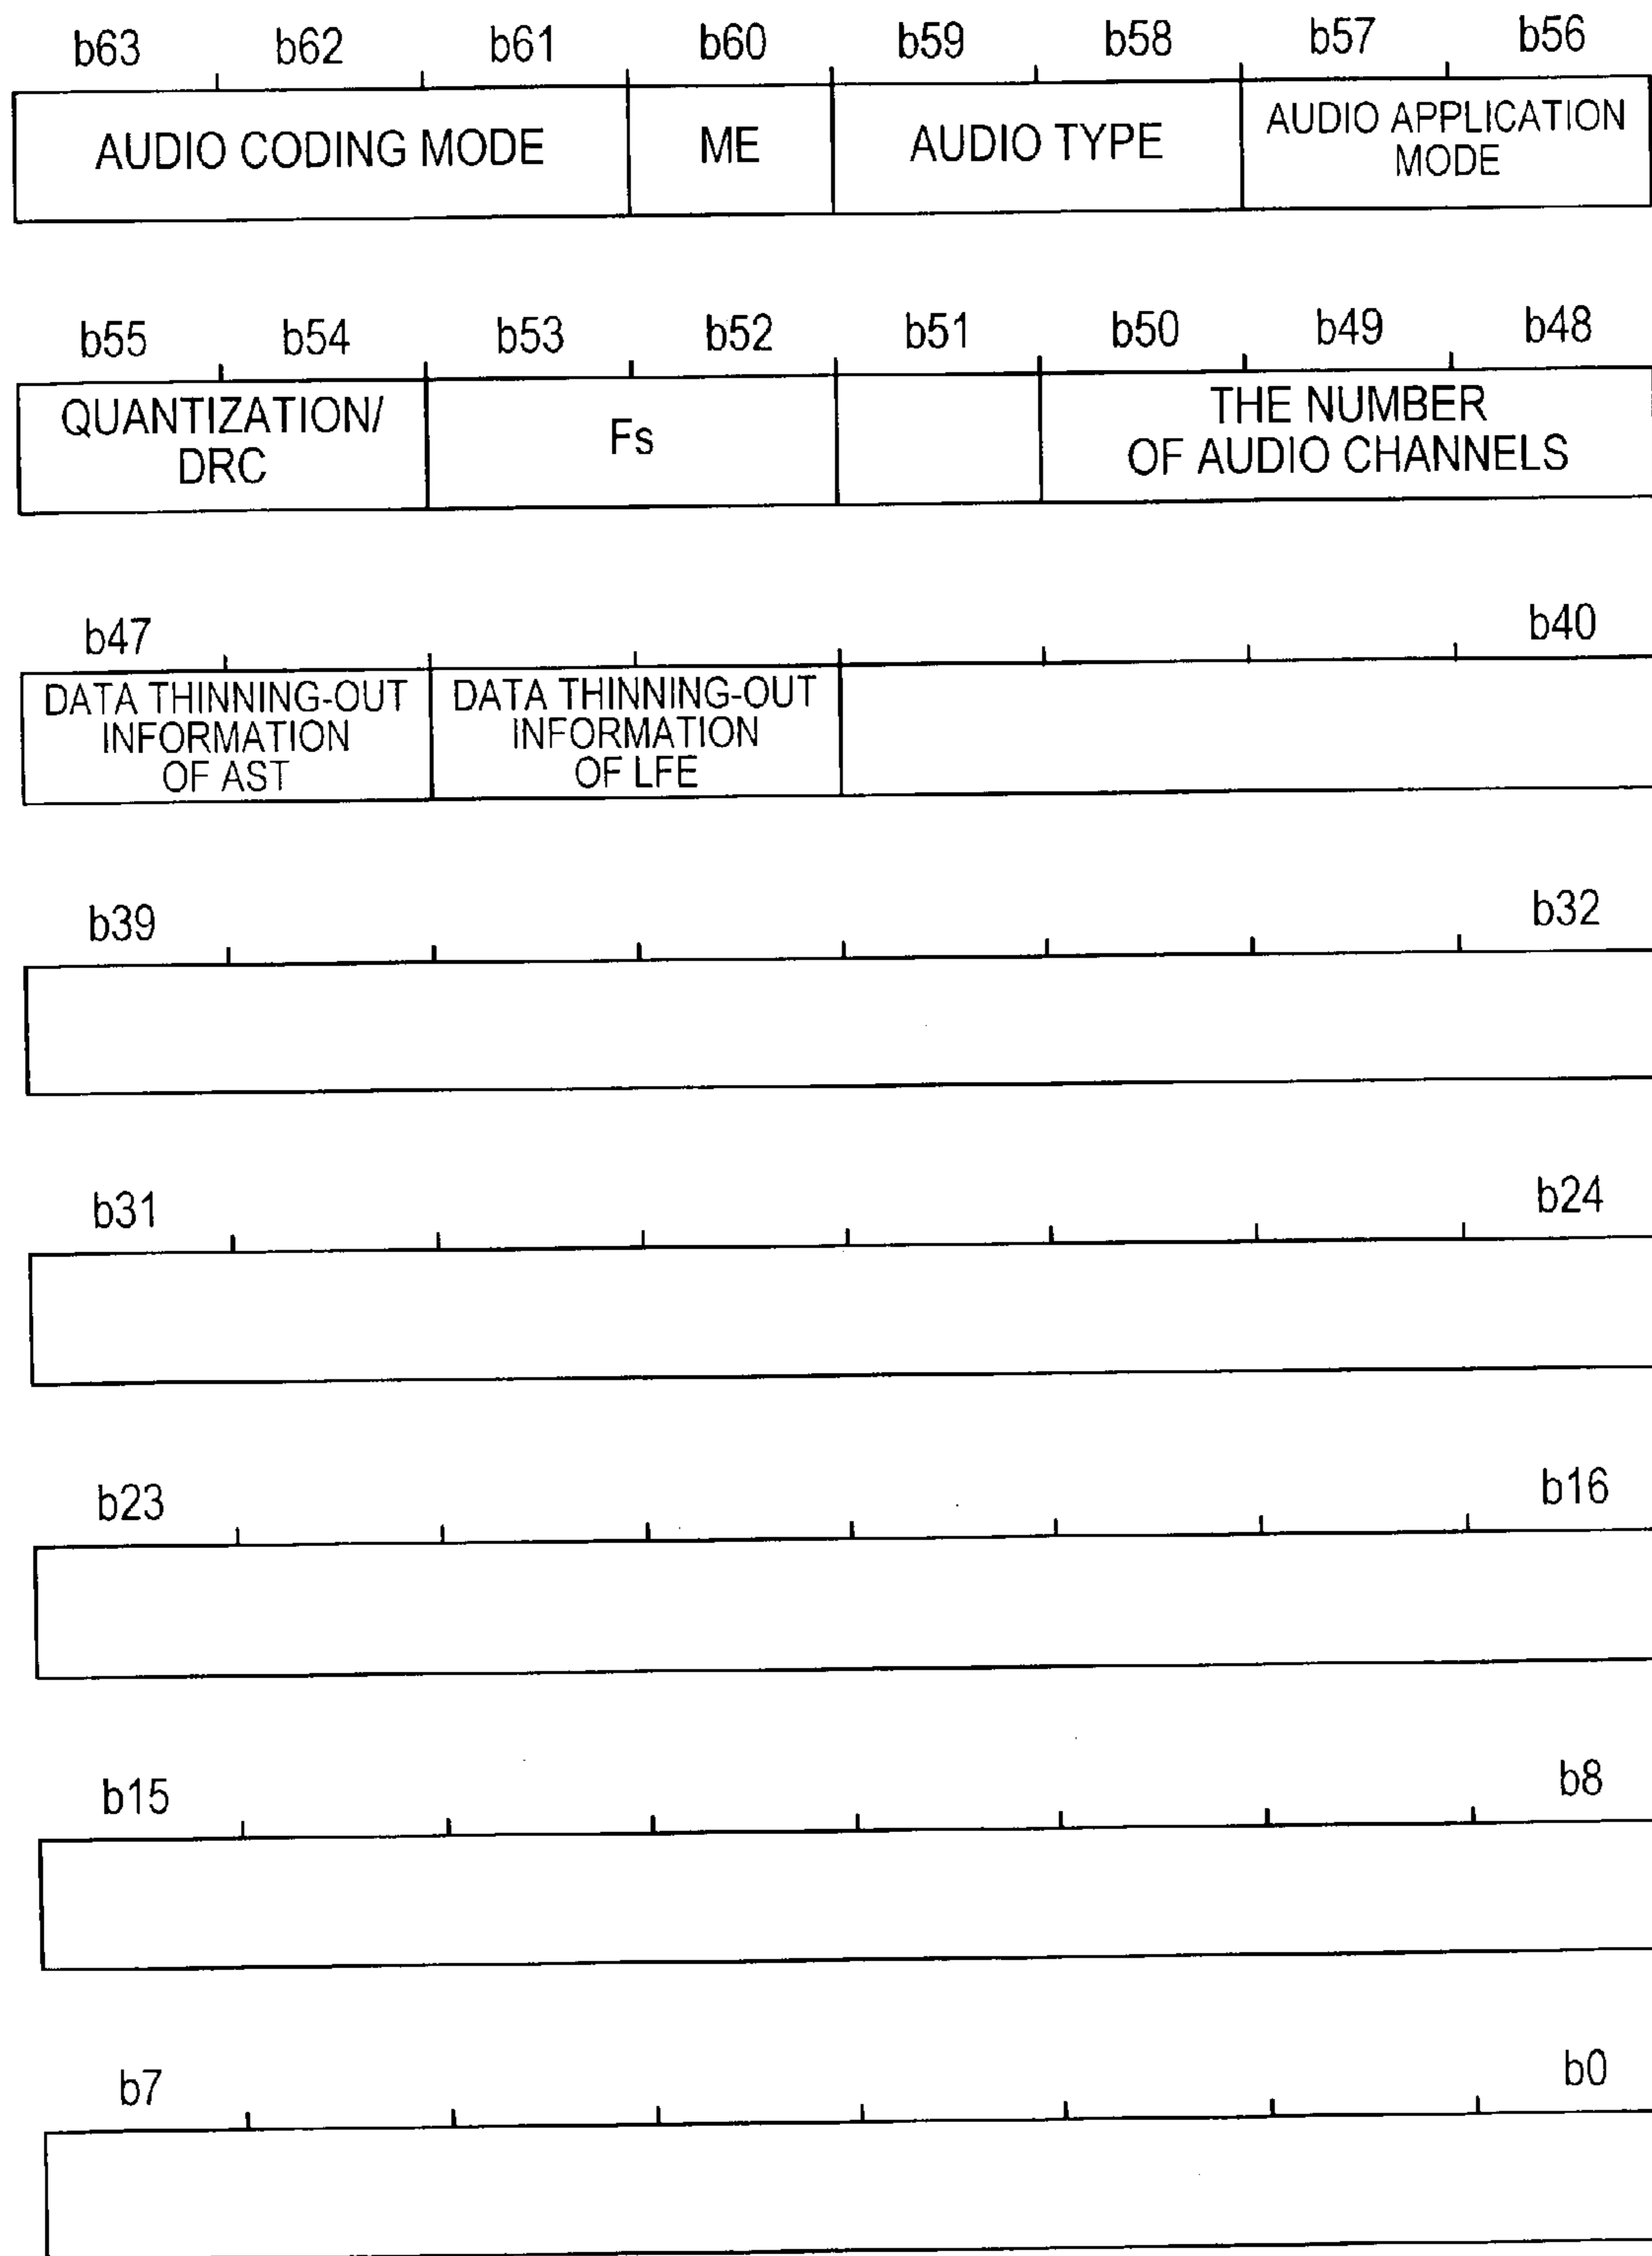 b63 b62 b61 b60 b59 b58 b57 b56
AUDIO CODING MODE
ME
AUDIO TYPE
AUDIO APPLICATION
MODE
b55 b54 b53 b52 b51 b50 b49 b48
QUANTIZATION/
DRC
Fs
THE NUMBER
OF AUDIO CHANNELS
b47 b40
DATA THINNING-OUT
INFORMATION
OF AST
DATA THINNING-OUT
INFORMATION
OF LFE
b39 b32
b31 b24
b23 b16
b15 b8
b7 b0